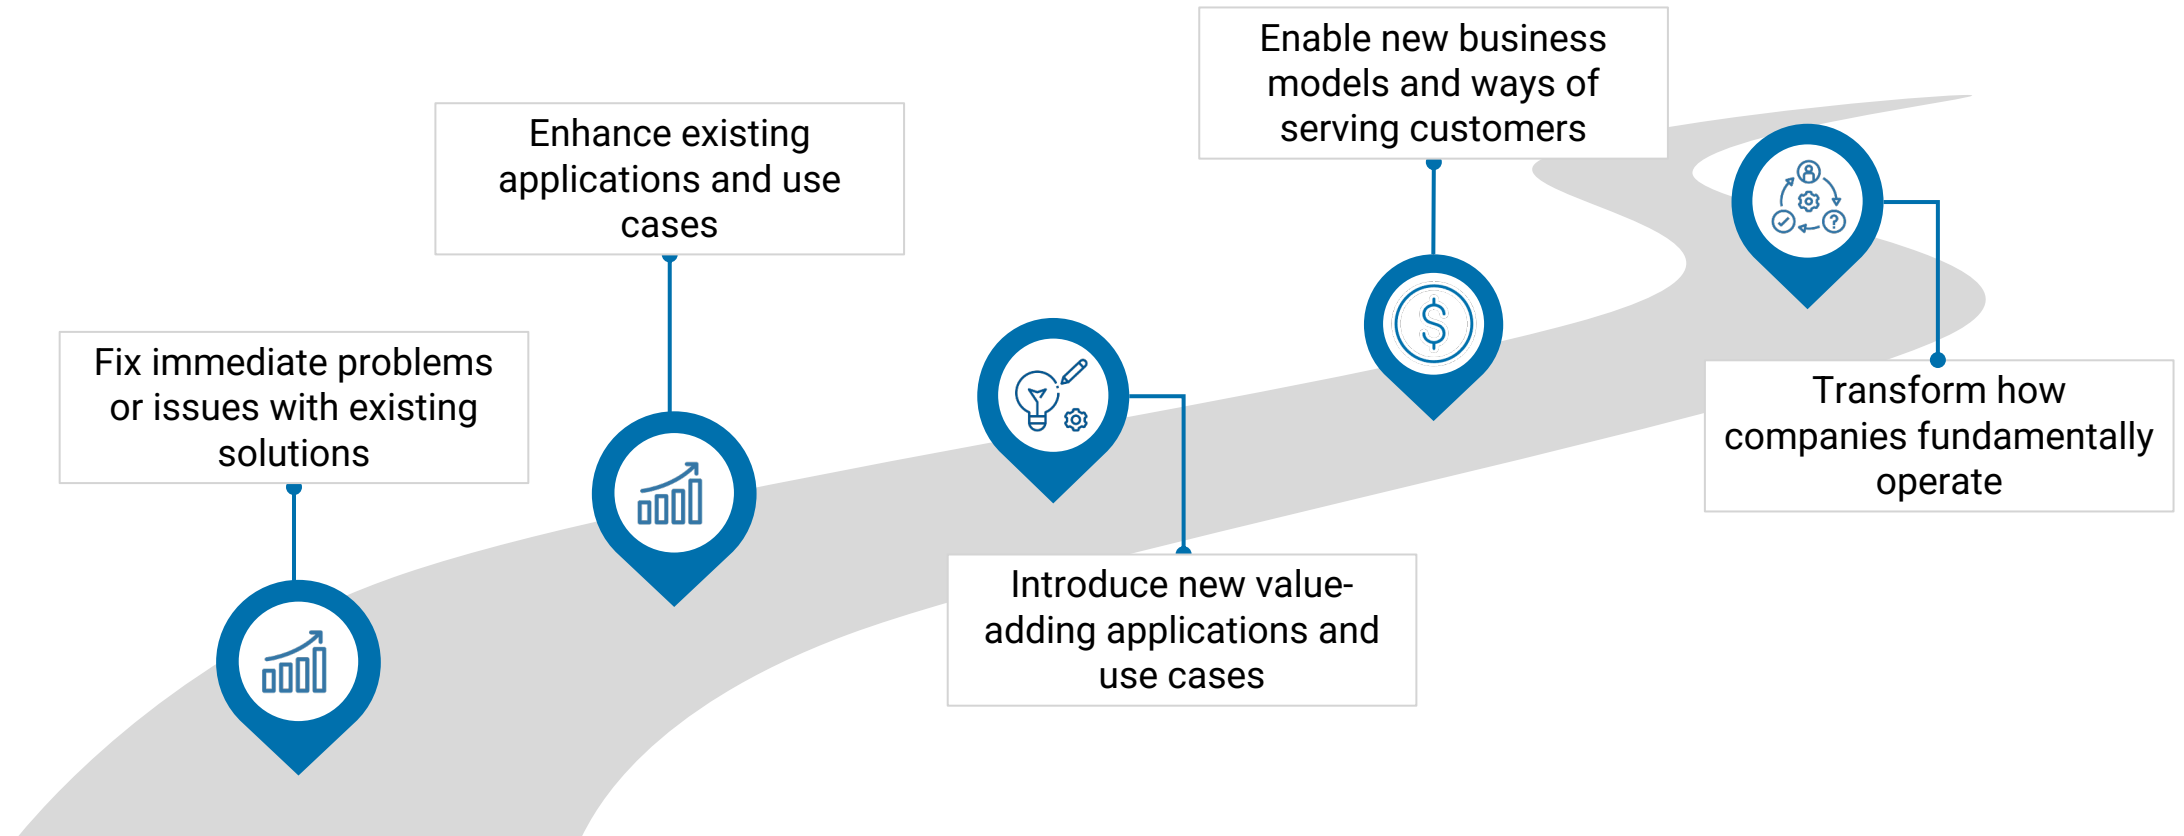 Fix immediate problems
or issues with existing
solutions
Enhance existing
applications and use
cases
Introduce new value-
adding applications and
use cases
Enable new business
models and ways of
serving customers
Transform how
companies fundamentally
operate